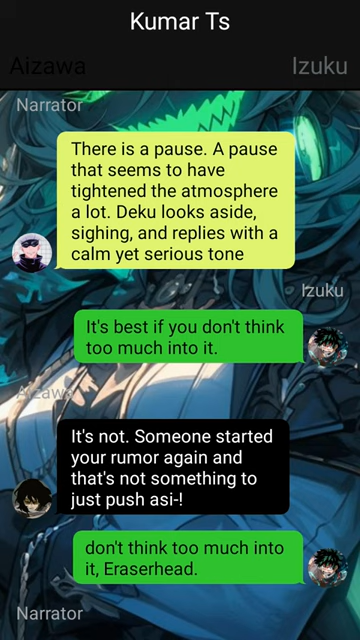 Kumar Ts
Aizawa
Izuku
Narrator
There is a pause. A pause
that seems to have
tightened the atmosphere
a lot. Deku looks aside,
sighing, and replies with a
calm yet serious tone
Izuku
It's best if you don't think
too much into it.
Aizawa
It's not. Someone started
your rumor again and
that's not something to
just push asi-!
don't think too much into
it, Eraserhead.
Narrator